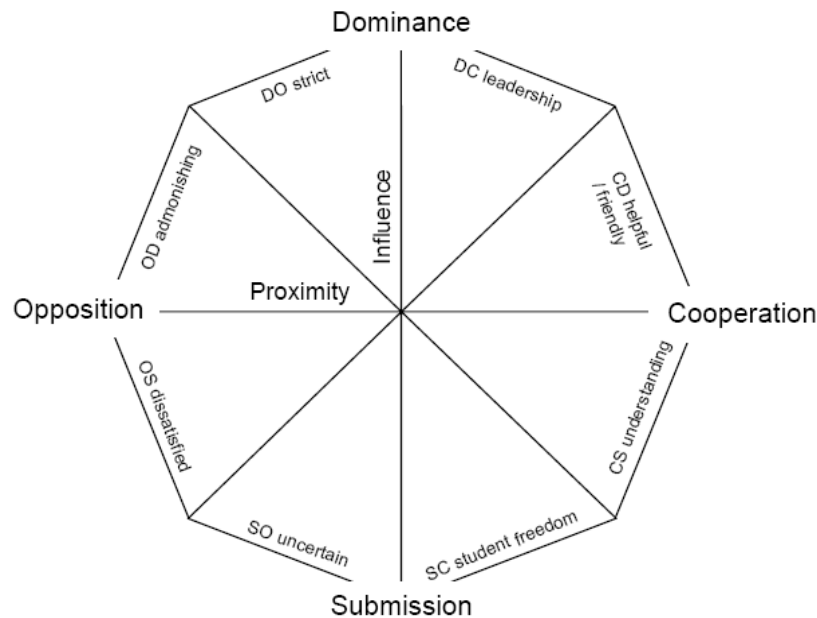 Dominance
DO strict
DC leadership
OD admonishing
Influence
CD helpful
/ friendly
Proximity
Opposition
Cooperation
OS dissatisfied
CS understanding
SO uncertain
SC student freedom
Submission